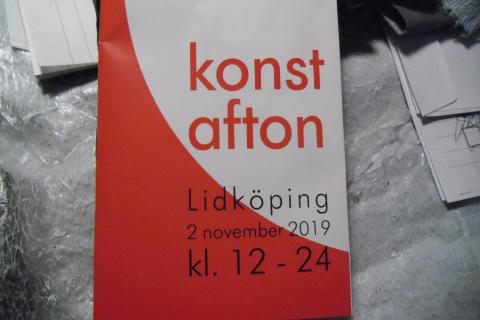 konst
afton
Lidköping
2 november 2019
kl. 12 - 24